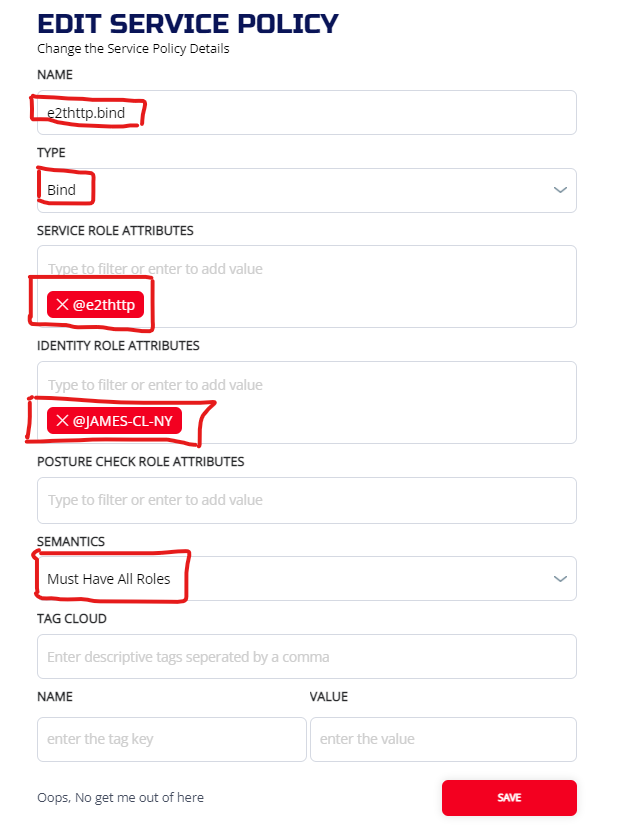 EDIT SERVICE POLICY
Change the Service Policy Details
NAME
e2thttp.bind
TYPE
Bind
SERVICE ROLE ATTRIBUTES
Type to filter or enter to add value
@e2thttp
IDENTITY ROLE ATTRIBUTES
Type to filter or enter to add value
@JAMES-CL-NY
POSTURE CHECK ROLE ATTRIBUTES
Type to filter or enter to add value
SEMANTICS
Must Have All Roles
TAG CLOUD
Enter descriptive tags seperated by a comma
NAME VALUE
enter the tag key enter the value
Oops, No get me out of here SAVE